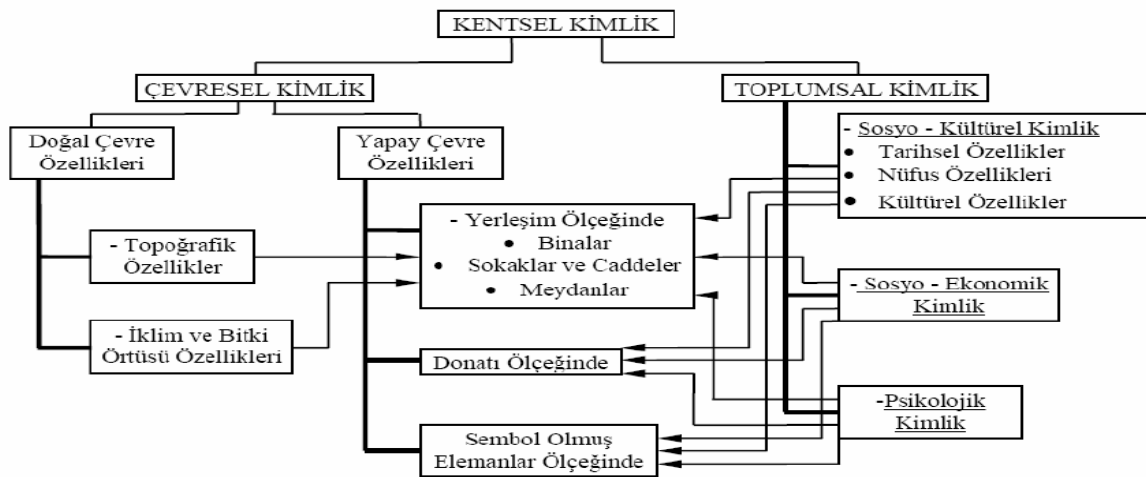 KENTSEL KİMLİK
ÇEVRESEL KİMLİK
TOPLUMSAL KİMLİK
Doğal Çevre
Özellikleri
Yapay Çevre
Özellikleri
- Sosyo - Kültürel Kimlik
• Tarihsel Özellikler
• Nüfus Özellikleri
• Kültürel Özellikler
- Yerleşim Ölçeğinde
• Binalar
• Sokaklar ve Caddeler
• Meydanlar
- Topoğrafik
Özellikler
- Sosyo - Ekonomik
Kimlik
- İklim ve Bitki
Örtüsü Özellikleri
Donatı Ölçeğinde
-Psikolojik
Kimlik
Sembol Olmuş
Elemanlar Ölçeğinde